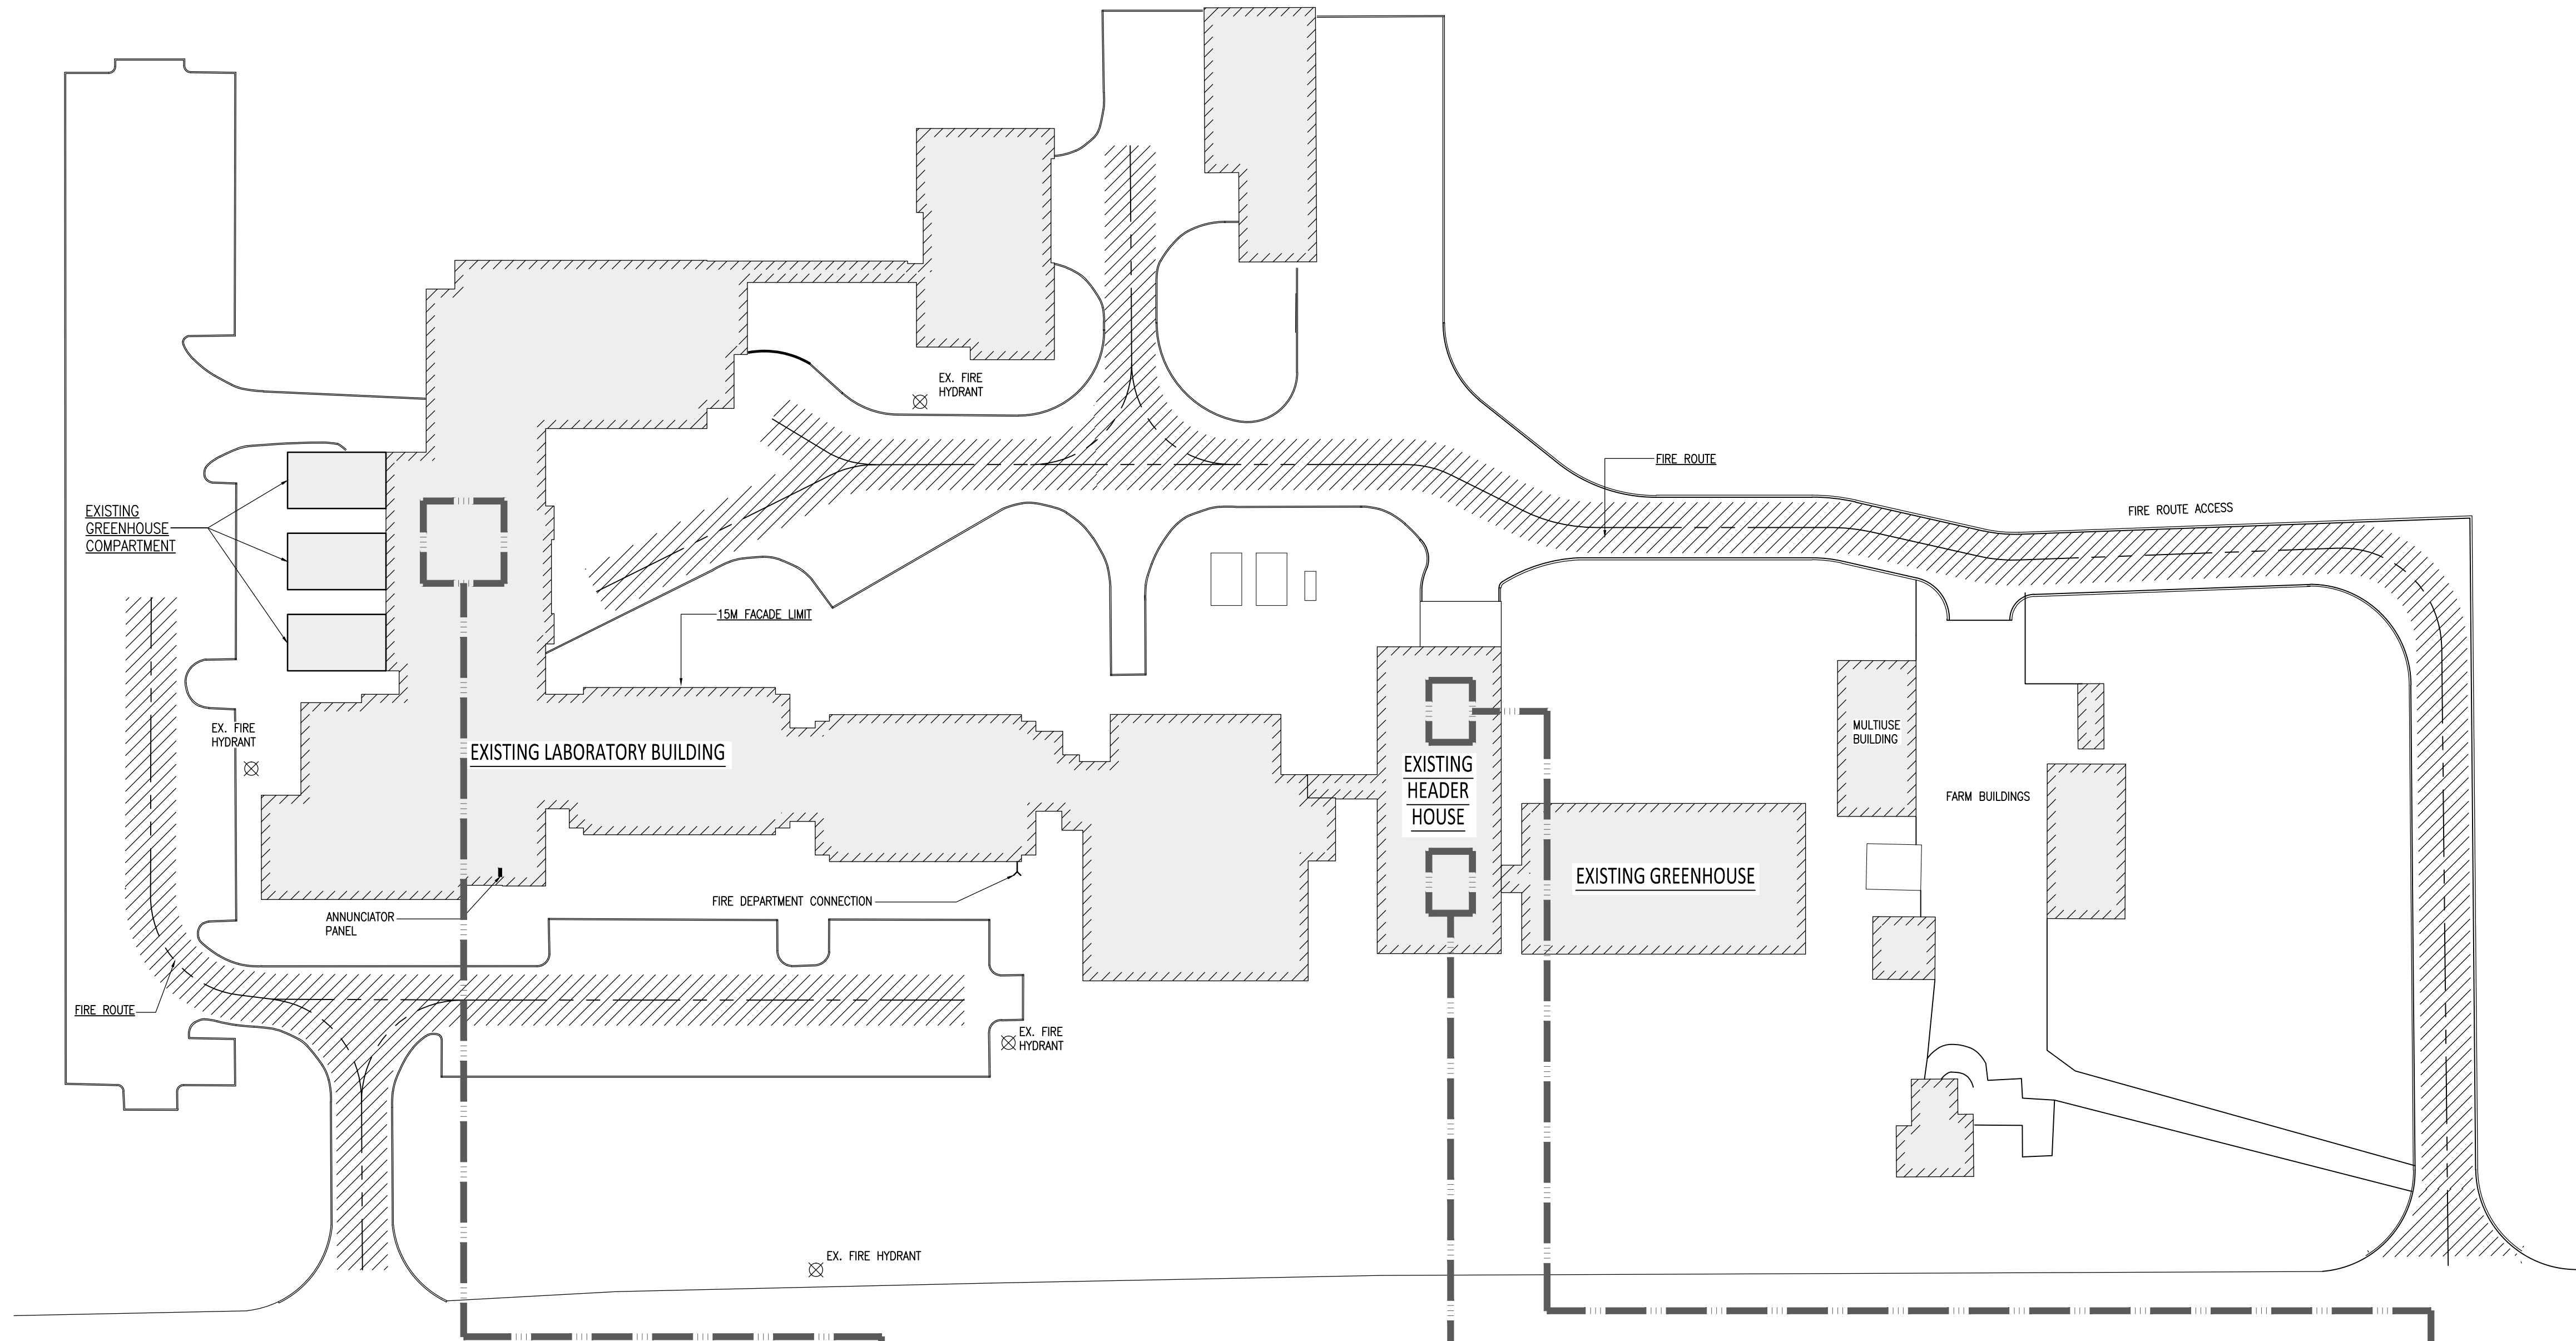 EX. FIRE
HYDRANT
FIRE ROUTE
FIRE ROUTE ACCESS
EXISTING
GREENHOUSE
COMPARTMENT
15M FACADE LIMIT
EX. FIRE
HYDRANT
EXISTING LABORATORY BUILDING
EXISTING
HEADER
HOUSE
MULTIUSE
BUILDING
FARM BUILDINGS
EXISTING GREENHOUSE
FIRE DEPARTMENT CONNECTION
ANNUNCIATOR
PANEL
FIRE ROUTE
EX. FIRE
HYDRANT
EX. FIRE HYDRANT